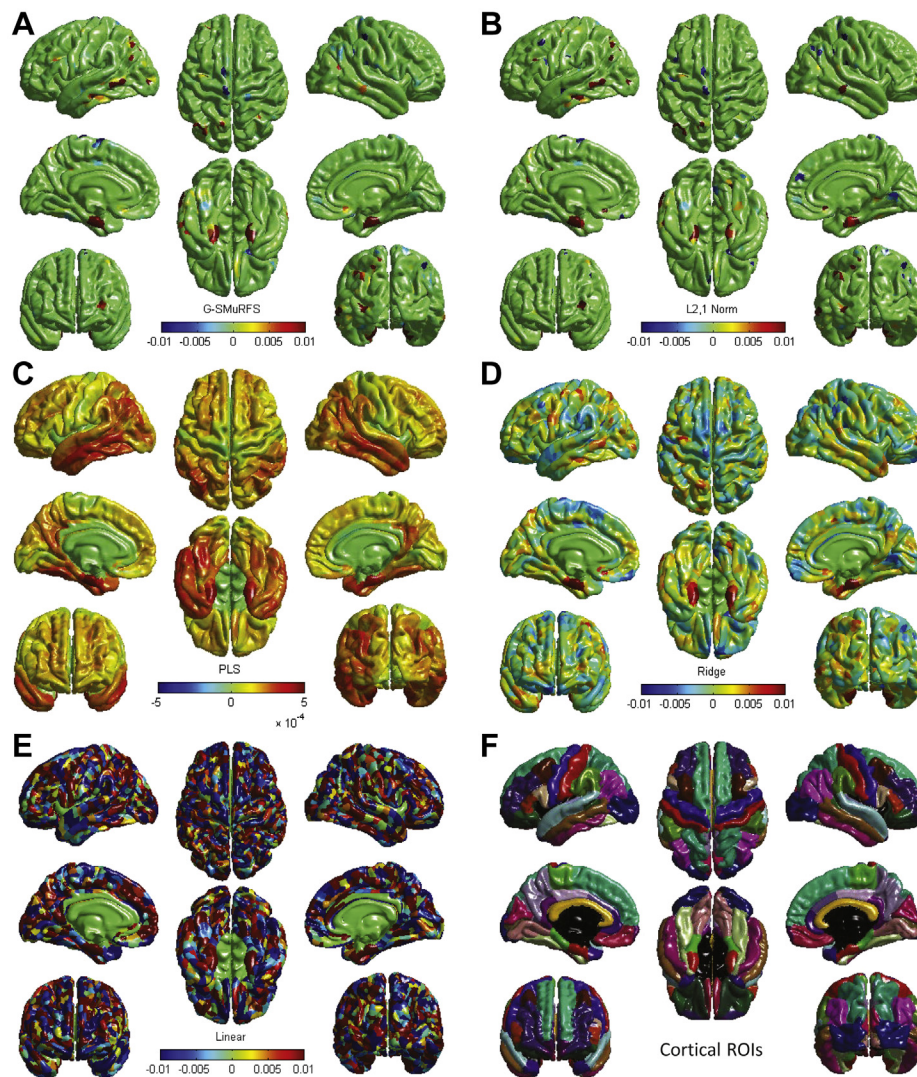 A
B
G-SMuRFS
-0.01 -0.005 0 0.005 0.01
L2,1 Norm
-0.01 -0.005 0 0.005 0.01
C
D
PLS
-5 0 5
× 10⁻⁴
Ridge
-0.01 -0.005 0 0.005 0.01
E
F
Linear
-0.01 -0.005 0 0.005 0.01
Cortical ROIs